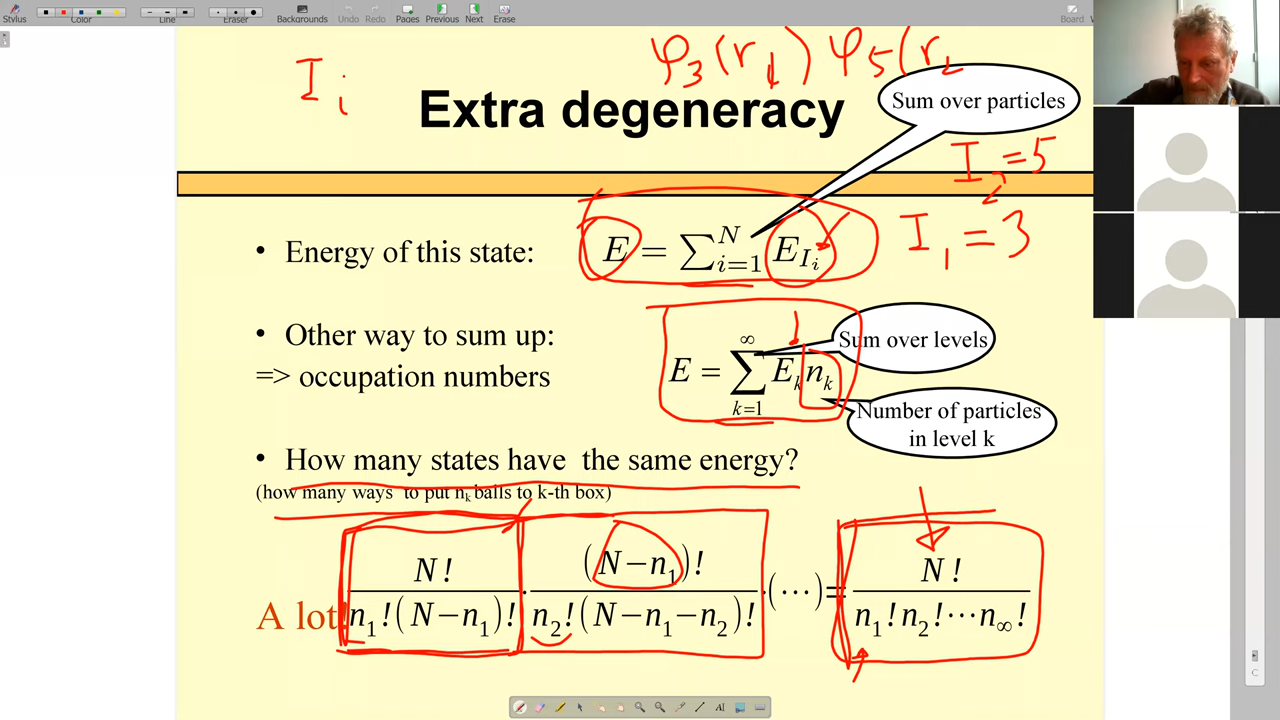 Stylus
Color
Line
Eraser
Backgrounds
Undo
Redo
Pages
Previous
Next
Erase
Board
I_i
φ_3(r_1) φ_5(r_2
Extra degeneracy
Sum over particles
I_2 = 5
I_1 = 3
• Energy of this state: E = ∑_{i=1}^{N} E_{I_i}
• Other way to sum up:
=> occupation numbers
E = ∑_{k=1}^{∞} E_k n_k
Sum over levels
Number of particles
in level k
• How many states have the same energy?
(how many ways to put n_k balls to k-th box)
A lot! N!/(n_1!(N−n_1)!) · (N−n_1)!/(n_2!(N−n_1−n_2)!) ·(⋯)= N!/(n_1! n_2! ⋯ n_∞!)